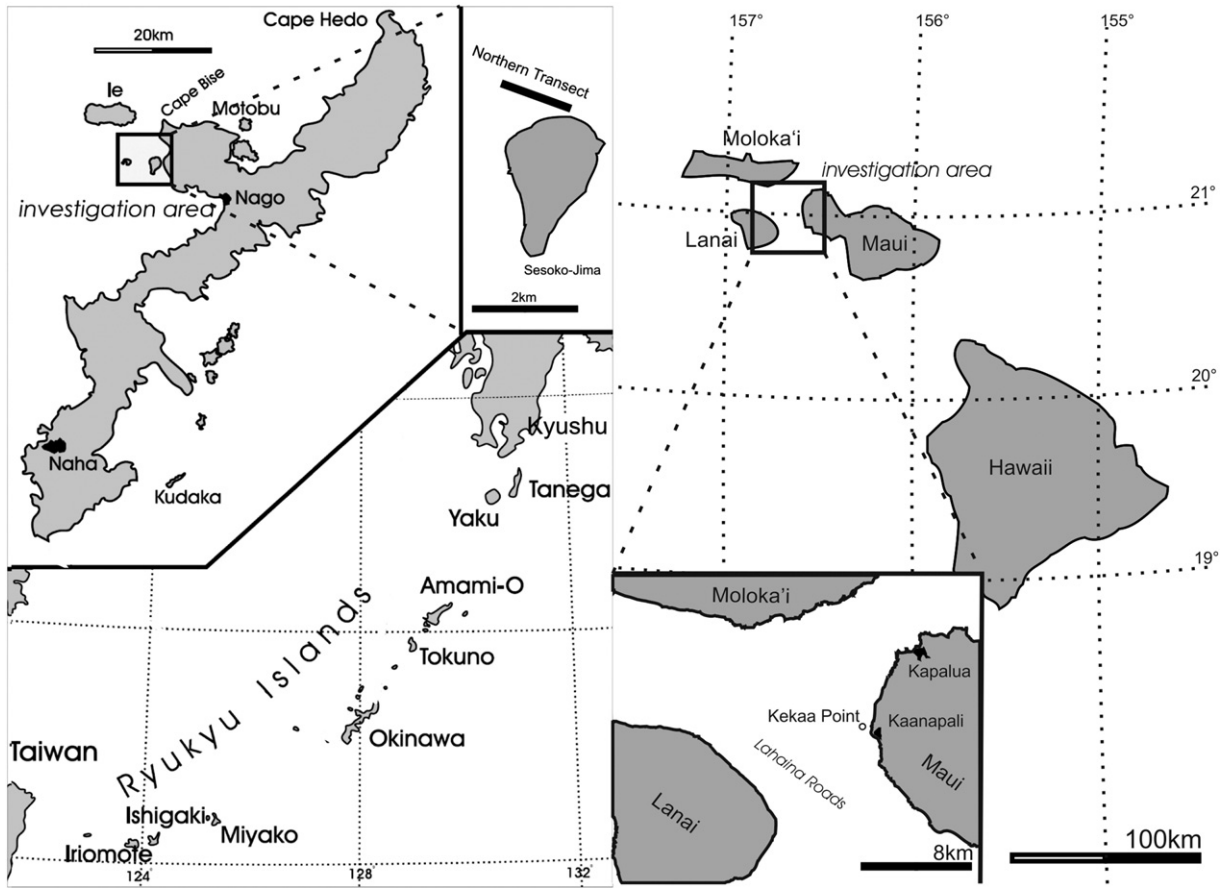 Cape Hedo
20km
Cape Bise
Ie
Motobu
Nago
investigation area
Naha
Kudaka
Northern Transect
Sesoko-Jima
2km
Kyushu
Tanega
Yaku
Amami-O
Tokuno
Okinawa
Ryukyu Islands
Taiwan
Ishigaki
Miyako
Iriomote
124
128
132
157°
156°
155°
Moloka‘i
investigation area
21°
Lanai
Maui
20°
Hawaii
19°
Moloka’i
Kapalua
Kekaa Point
Kaanapali
Lahaina Roads
Maui
Lanai
8km
100km